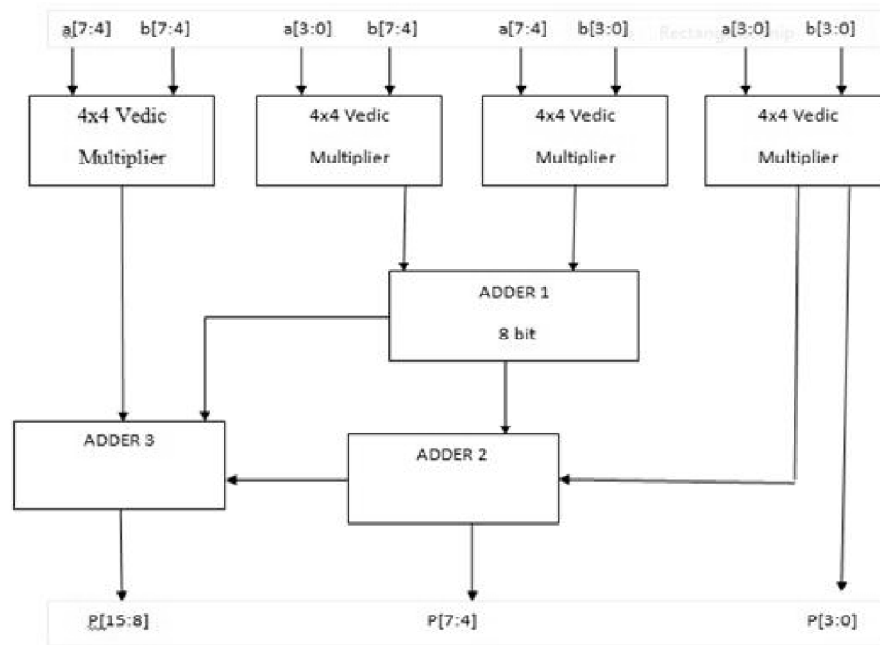 a[7:4] b[7:4] a[3:0] b[7:4] a[7:4] b[3:0] a[3:0] b[3:0]
4x4 Vedic
Multiplier
4x4 Vedic
Multiplier
4x4 Vedic
Multiplier
4x4 Vedic
Multiplier
ADDER 1
8 bit
ADDER 3
ADDER 2
P[15:8] P[7:4] P[3:0]